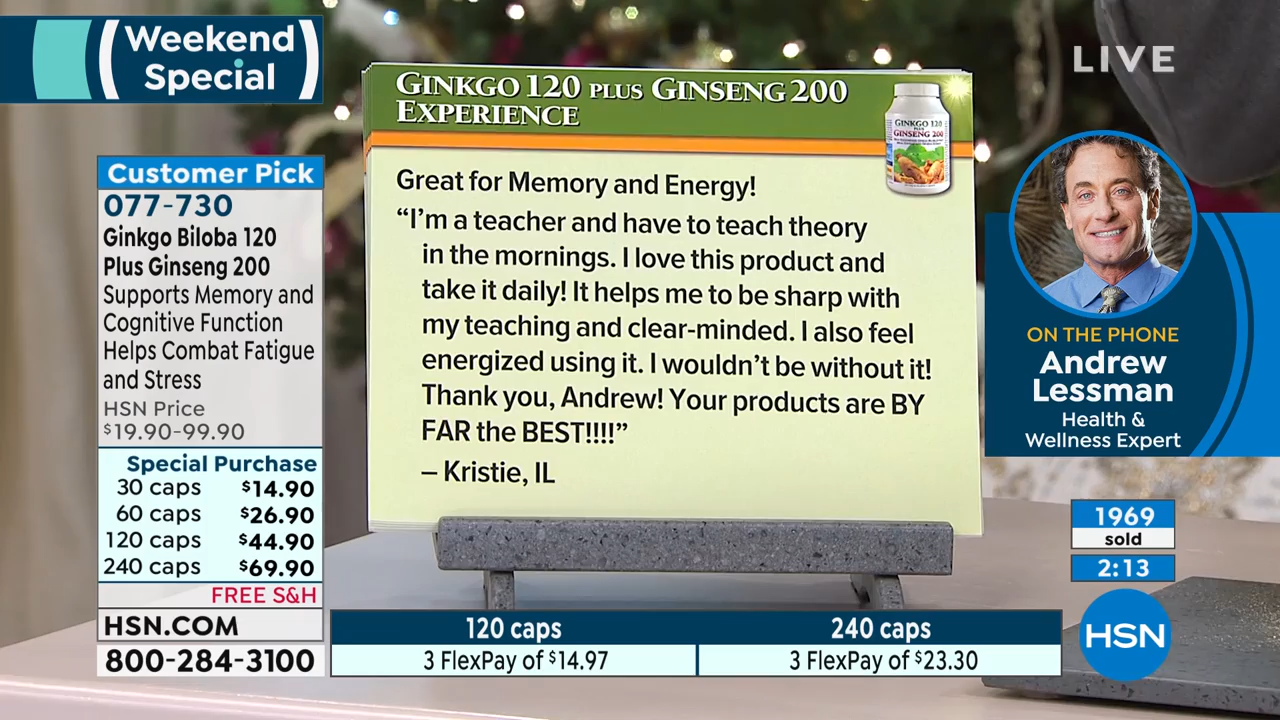 (Weekend
Special)
LIVE
GINKGO 120 PLUS GINSENG 200
EXPERIENCE
GINKGO 120
PLUS
GINSENG 200
Great for Memory and Energy!
“I’m a teacher and have to teach theory
in the mornings. I love this product and
take it daily! It helps me to be sharp with
my teaching and clear-minded. I also feel
energized using it. I wouldn’t be without it!
Thank you, Andrew! Your products are BY
FAR the BEST!!!!”
– Kristie, IL
Customer Pick
077-730
Ginkgo Biloba 120
Plus Ginseng 200
Supports Memory and
Cognitive Function
Helps Combat Fatigue
and Stress
HSN Price
$19.90-99.90
Special Purchase
30 caps $14.90
60 caps $26.90
120 caps $44.90
240 caps $69.90
FREE S&H
HSN.COM
800-284-3100
ON THE PHONE
Andrew
Lessman
Health &
Wellness Expert
1969
sold
2:13
HSN
120 caps 240 caps
3 FlexPay of $14.97 3 FlexPay of $23.30